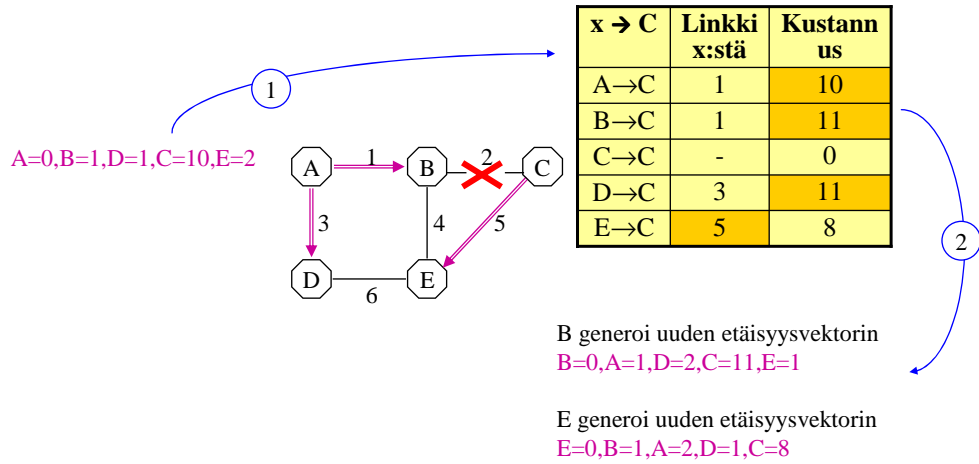 x → C Linkki x:stä Kustann us
A→C 1 10
B→C 1 11
C→C - 0
D→C 3 11
E→C 5 8
1
A=0,B=1,D=1,C=10,E=2
A 1 B 2 C
3 4 5
D 6 E
2
B generoi uuden etäisyysvektorin
B=0,A=1,D=2,C=11,E=1
E generoi uuden etäisyysvektorin
E=0,B=1,A=2,D=1,C=8